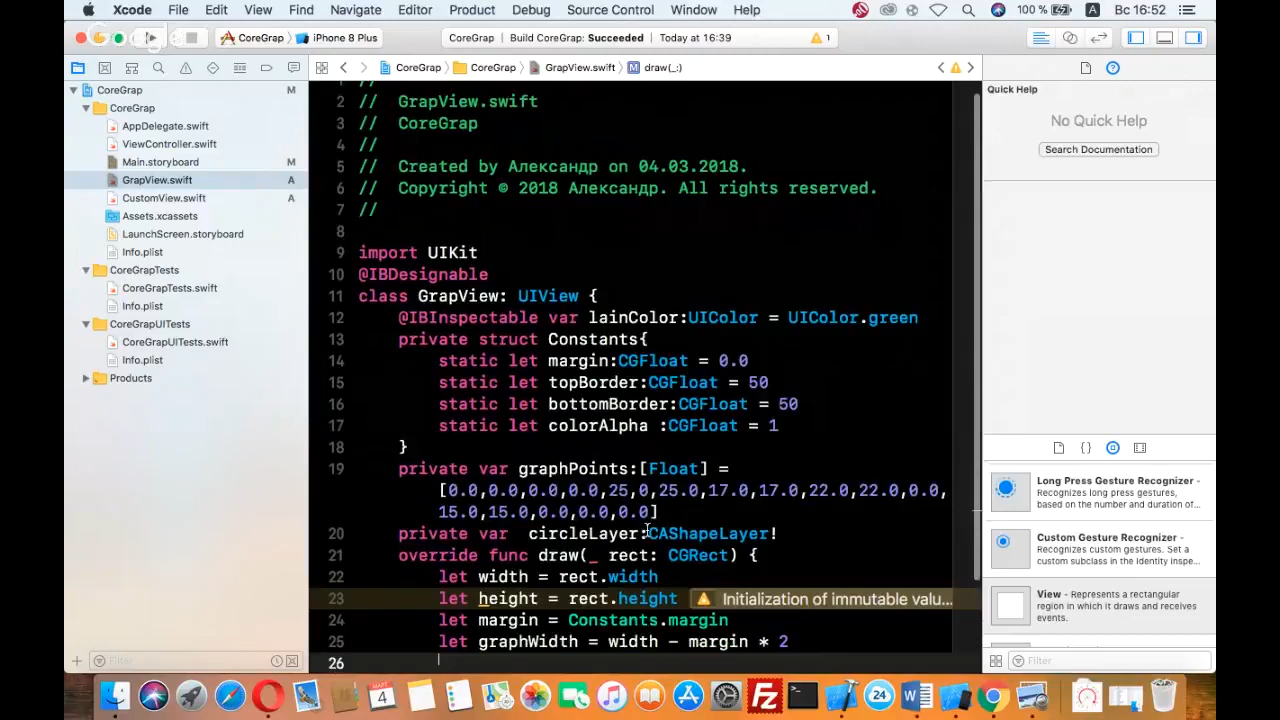 Xcode File Edit View Find Navigate Editor Product Debug Source Control Window Help 100 % A Вс 16:52
CoreGrap iPhone 8 Plus CoreGrap Build CoreGrap: Succeeded Today at 16:39 1
CoreGrap CoreGrap GrapView.swift M draw(_:)
CoreGrap M
CoreGrap
AppDelegate.swift
ViewController.swift
Main.storyboard M
GrapView.swift A
CustomView.swift A
Assets.xcassets
LaunchScreen.storyboard
Info.plist
CoreGrapTests
CoreGrapTests.swift
Info.plist
CoreGrapUITests
CoreGrapUITests.swift
Info.plist
Products
Filter
1 //
2 // GrapView.swift
3 // CoreGrap
4 //
5 // Created by Александр on 04.03.2018.
6 // Copyright © 2018 Александр. All rights reserved.
7 //
8
9 import UIKit
10 @IBDesignable
11 class GrapView: UIView {
12 @IBInspectable var lainColor:UIColor = UIColor.green
13 private struct Constants{
14 static let margin:CGFloat = 0.0
15 static let topBorder:CGFloat = 50
16 static let bottomBorder:CGFloat = 50
17 static let colorAlpha :CGFloat = 1
18 }
19 private var graphPoints:[Float] =
[0.0,0.0,0.0,0.0,25,0,25.0,17.0,17.0,22.0,22.0,0.0,
15.0,15.0,0.0,0.0,0.0]
20 private var circleLayer:CAShapeLayer!
21 override func draw(_ rect: CGRect) {
22 let width = rect.width
23 let height = rect.height Initialization of immutable valu...
24 let margin = Constants.margin
25 let graphWidth = width - margin * 2
26
Quick Help
No Quick Help
Search Documentation
{ }
Long Press Gesture Recognizer -
Recognizes long press gestures,
based on the number and duration of...
Custom Gesture Recognizer -
Recognizes custom gestures. Set a
custom subclass in the identity inspe...
View - Represents a rectangular
region in which it draws and receives
events.
Filter
МАРТ
4
Fz
24
W